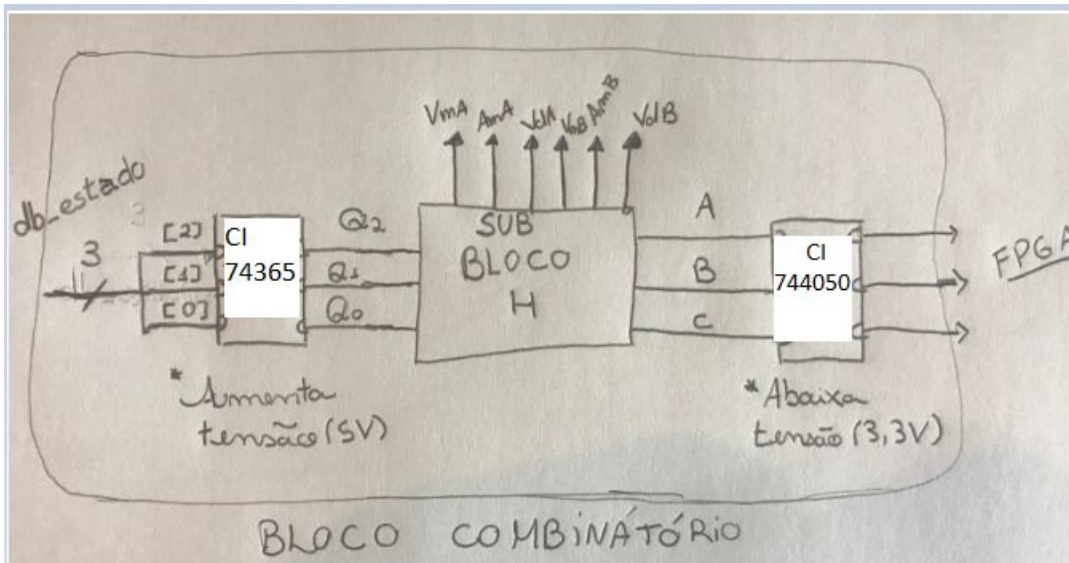 VmA AmA VdA VmB AmB VdB
db_estado
3
[2]
[1]
[0]
CI
74365
Q2
Q1
Q0
SUB
BLOCO
H
A
B
C
CI
744050
FPGA
* Aumenta
tensão (5V)
* Abaixa
tensão (3,3V)
BLOCO COMBINÁTÓRIO